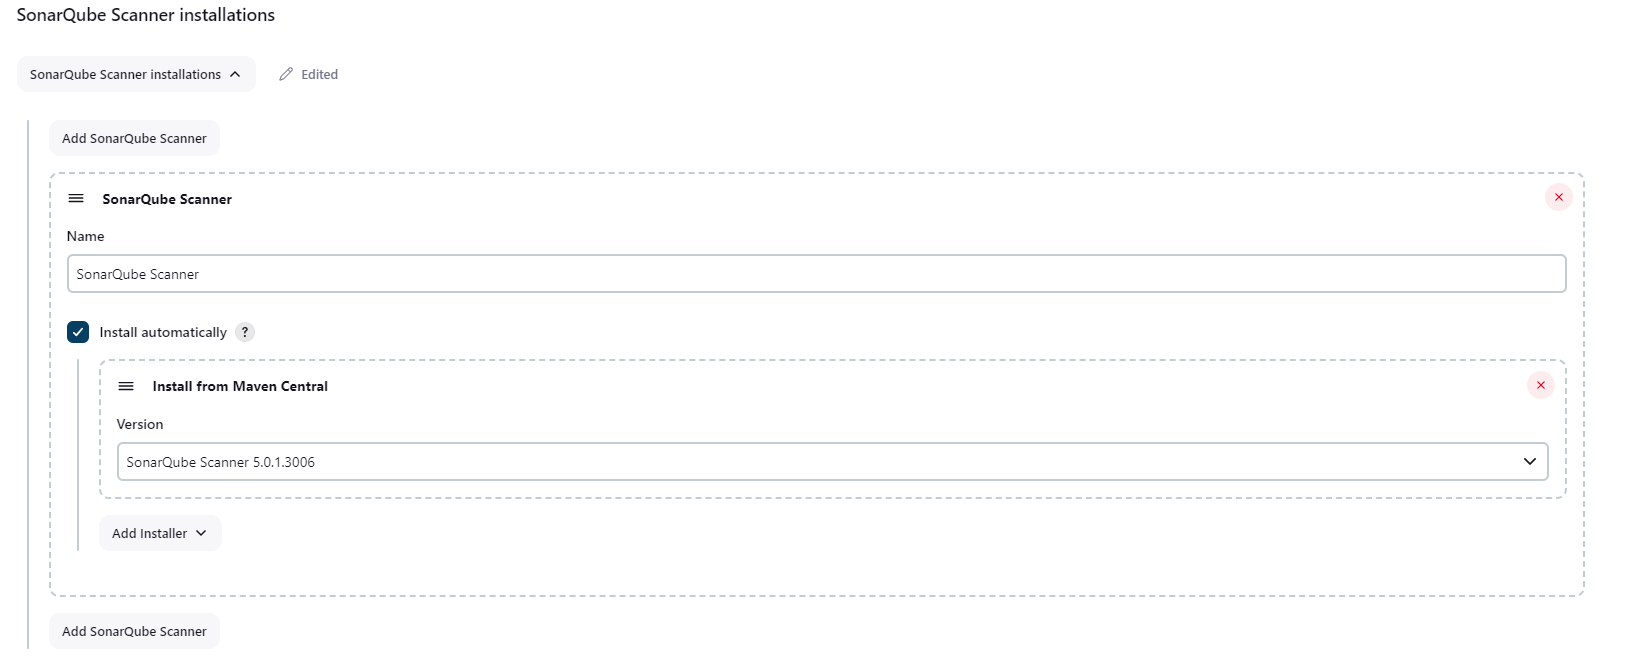 SonarQube Scanner installations
SonarQube Scanner installations
Edited
Add SonarQube Scanner
SonarQube Scanner
Name
SonarQube Scanner
Install automatically ?
Install from Maven Central
Version
SonarQube Scanner 5.0.1.3006
Add Installer
Add SonarQube Scanner